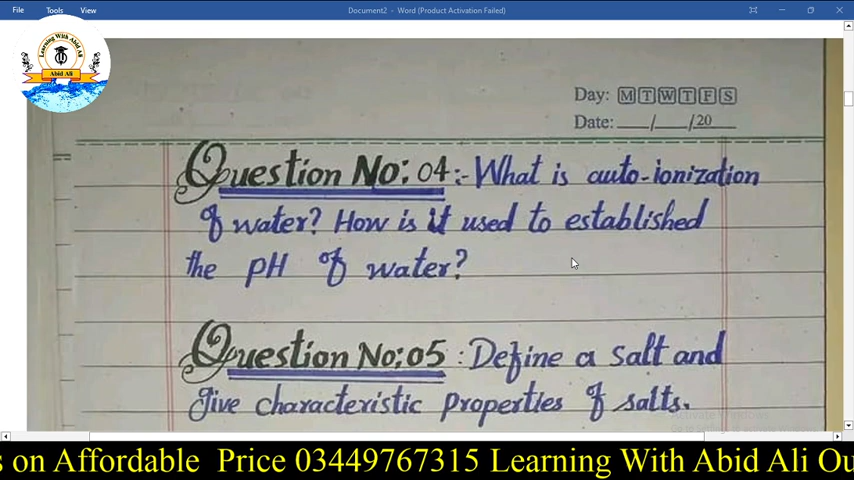 File Tools View Document2 - Word (Product Activation Failed)
Learning With Abid Ali
Abid Ali
Day: M T W T F S
Date: __/__/20
Question No: 04:- What is auto-ionization
of water? How is it used to established
the pH of water?
Question No: 05 : Define a salt and
give characteristic properties of salts.
s on Affordable Price 03449767315 Learning With Abid Ali Ou